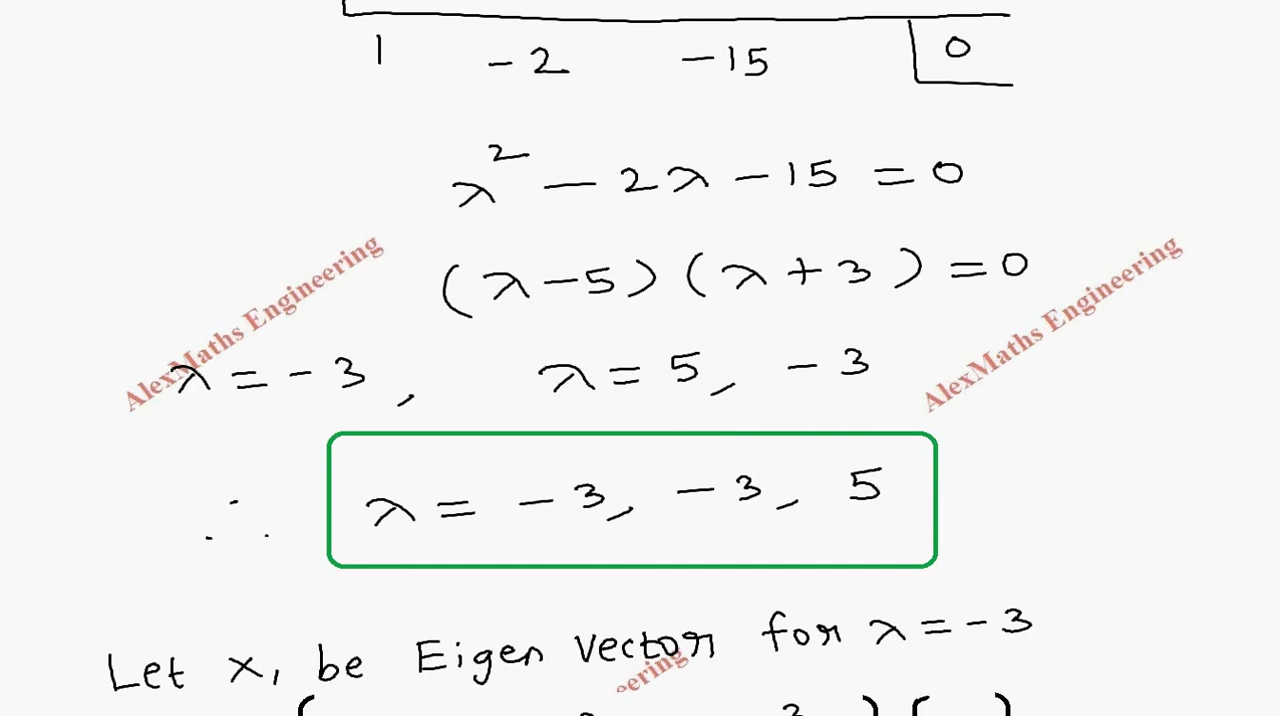 1 -2 -15 0
λ² - 2λ - 15 = 0
(λ-5)(λ+3) = 0
AlexMaths Engineering
AlexMaths Engineering
λ = -3, λ = 5, -3
∴ λ = -3, -3, 5
Let x₁ be Eigen vector for λ = -3
eering